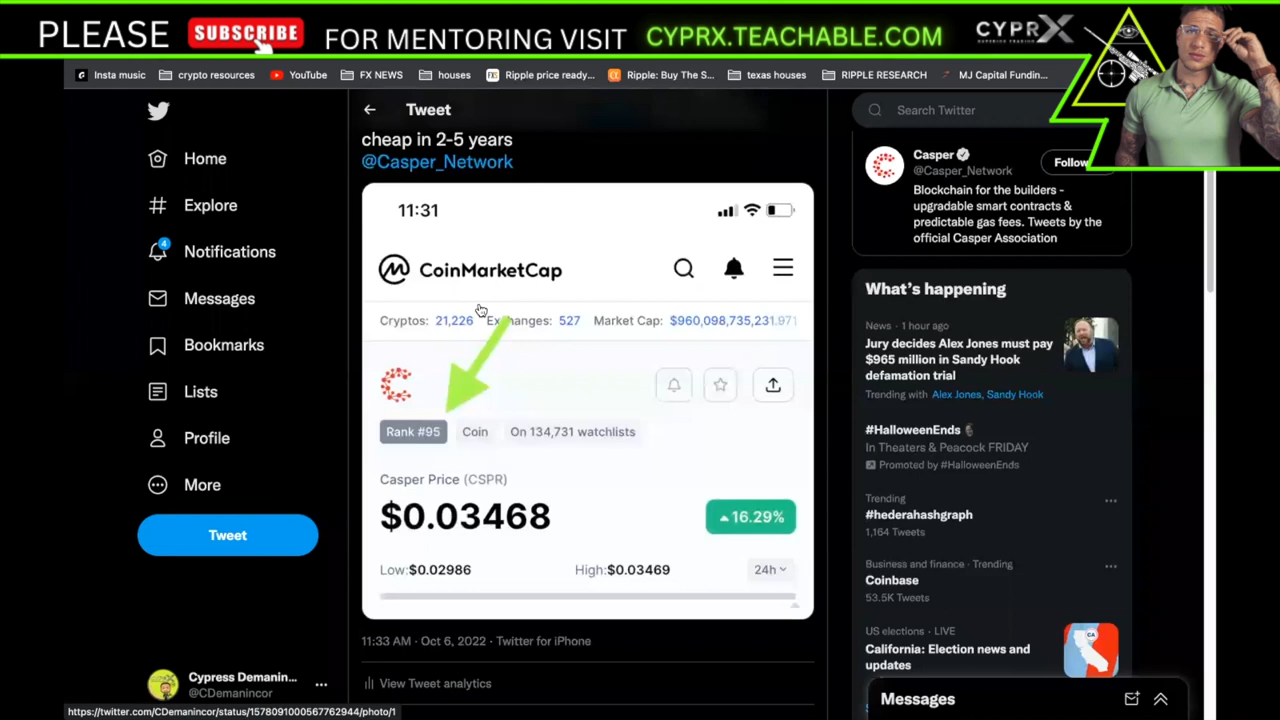 PLEASE SUBSCRIBE FOR MENTORING VISIT CYPRX.TEACHABLE.COM CYPRX
SUPERIOR TRADING
Insta music crypto resources YouTube FX NEWS houses Ripple price ready... Ripple: Buy The S... texas houses RIPPLE RESEARCH MJ Capital Fundin...
Tweet
Search Twitter
cheap in 2-5 years
@Casper_Network
Home
Explore
Notifications
4
Messages
Bookmarks
Lists
Profile
More
Tweet
Cypress Demanin...
@CDemanincor
11:31
CoinMarketCap
Cryptos: 21,226 Exchanges: 527 Market Cap: $960,098,735,231.971
Rank #95 Coin On 134,731 watchlists
Casper Price (CSPR)
$0.03468
16.29%
Low:$0.02986 High:$0.03469 24h
11:33 AM · Oct 6, 2022 · Twitter for iPhone
View Tweet analytics
Casper
@Casper_Network
Follow
Blockchain for the builders -
upgradable smart contracts &
predictable gas fees. Tweets by the
official Casper Association
What's happening
News · 1 hour ago
Jury decides Alex Jones must pay
$965 million in Sandy Hook
defamation trial
Trending with Alex Jones, Sandy Hook
#HalloweenEnds
In Theaters & Peacock FRIDAY
Promoted by #HalloweenEnds
Trending
#hederahashgraph
1,164 Tweets
Business and finance · Trending
Coinbase
53.5K Tweets
US elections · LIVE
California: Election news and
updates
Messages
https://twitter.com/CDemanincor/status/1578091000567762944/photo/1